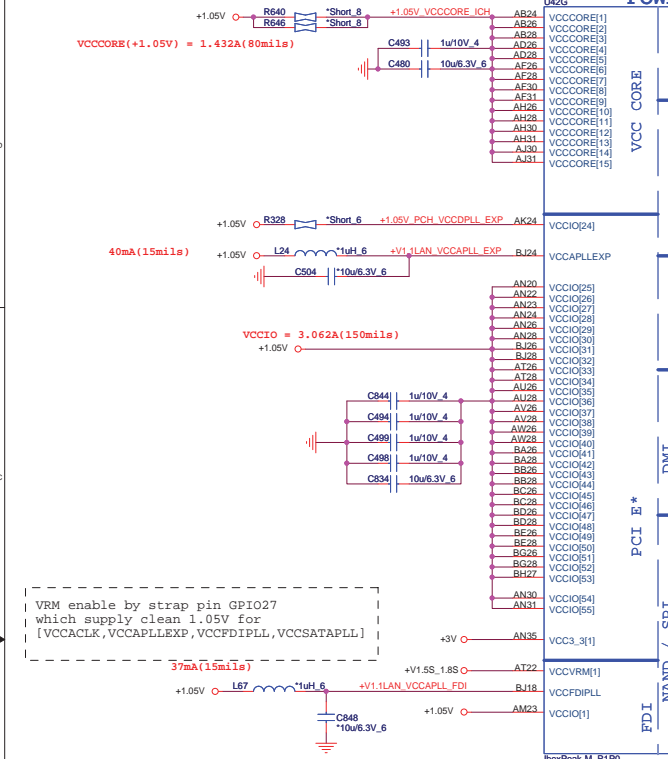 U42G
+1.05V R640 *Short_8 +1.05V_VCCCORE_ICH AB24 VCCCORE[1]
R646 *Short_8 AB26 VCCCORE[2]
AB28 VCCCORE[3]
VCCCORE(+1.05V) = 1.432A(80mils)
C493 1u/10V_4 AD26 VCCCORE[4]
AD28 VCCCORE[5]
C480 10u/6.3V_6 AF26 VCCCORE[6]
AF28 VCCCORE[7]
AF30 VCCCORE[8]
AF31 VCCCORE[9]
AH26 VCCCORE[10]
AH28 VCCCORE[11]
AH30 VCCCORE[12]
AH31 VCCCORE[13]
AJ30 VCCCORE[14]
AJ31 VCCCORE[15]
VCC CORE
+1.05V R328 *Short_6 +1.05V_PCH_VCCDPLL_EXP AK24 VCCIO[24]
40mA(15mils)
+1.05V L24 *1uH_6 +V1.1LAN_VCCAPLL_EXP BJ24 VCCAPLLEXP
C504 *10u/6.3V_6
AN20 VCCIO[25]
AN22 VCCIO[26]
AN23 VCCIO[27]
AN24 VCCIO[28]
AN26 VCCIO[29]
AN28 VCCIO[30]
VCCIO = 3.062A(150mils)
+1.05V BJ26 VCCIO[31]
BJ28 VCCIO[32]
AT26 VCCIO[33]
AT28 VCCIO[34]
AU26 VCCIO[35]
C844 1u/10V_4 AU28 VCCIO[36]
AV26 VCCIO[37]
C494 1u/10V_4 AV28 VCCIO[38]
AW26 VCCIO[39]
C499 1u/10V_4 AW28 VCCIO[40]
BA26 VCCIO[41]
C498 1u/10V_4 BA28 VCCIO[42]
BB26 VCCIO[43]
C834 10u/6.3V_6 BB28 VCCIO[44]
BC26 VCCIO[45]
BC28 VCCIO[46]
BD26 VCCIO[47]
BD28 VCCIO[48]
BE26 VCCIO[49]
BE28 VCCIO[50]
BG26 VCCIO[51]
BG28 VCCIO[52]
BH27 VCCIO[53]
AN30 VCCIO[54]
AN31 VCCIO[55]
PCI E*
DMI
VRM enable by strap pin GPIO27
which supply clean 1.05V for
[VCCACLK,VCCAPLLEXP,VCCFDIPLL,VCCSATAPLL]
+3V AN35 VCC3_3[1]
37mA(15mils)
+V1.5S_1.8S AT22 VCCVRM[1]
+1.05V L67 *1uH_6 +V1.1LAN_VCCAPLL_FDI BJ18 VCCFDIPLL
+1.05V AM23 VCCIO[1]
C848
*10u/6.3V_6
FDI
NAND / SPI
IbexPeak-M_R1P0